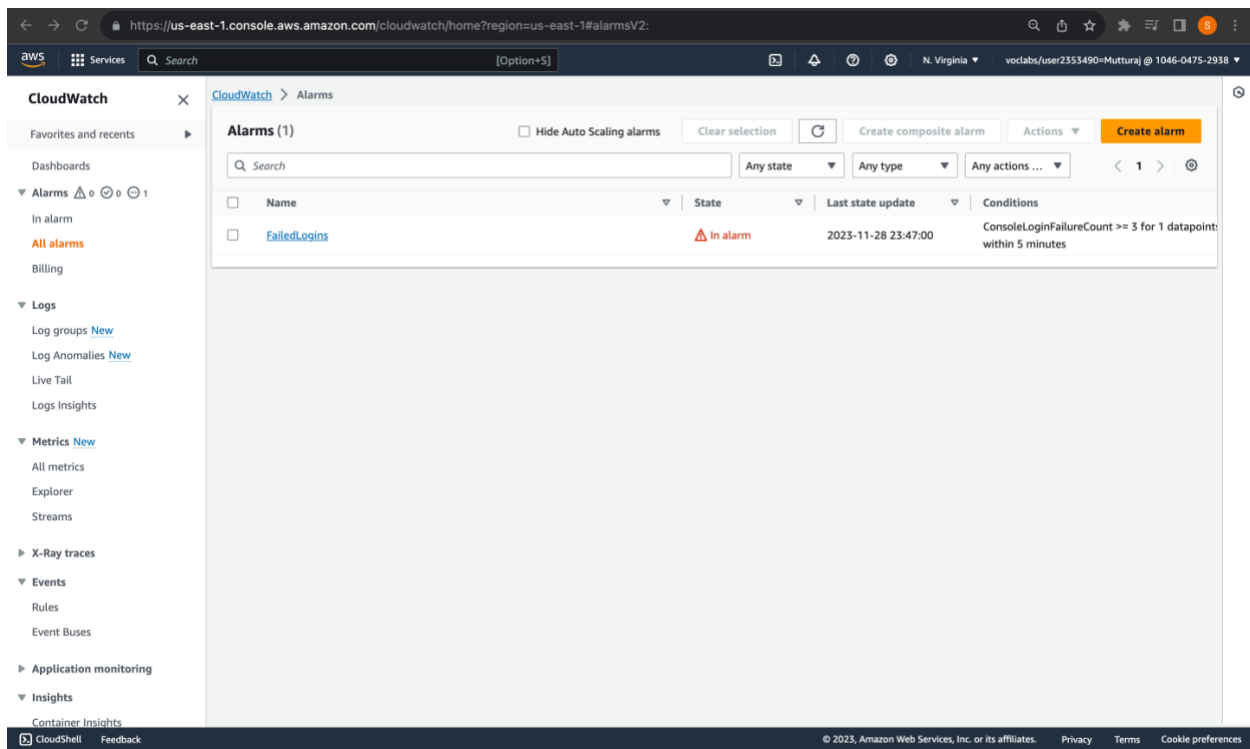 https://us-east-1.console.aws.amazon.com/cloudwatch/home?region=us-east-1#alarmsV2:
S
aws Services Search [Option+S] N. Virginia voclabs/user2353490=Mutturaj @ 1046-0475-2938
CloudWatch
Favorites and recents
Dashboards
Alarms 0 0 1
In alarm
All alarms
Billing
Logs
Log groups New
Log Anomalies New
Live Tail
Logs Insights
Metrics New
All metrics
Explorer
Streams
X-Ray traces
Events
Rules
Event Buses
Application monitoring
Insights
Container Insights
CloudWatch > Alarms
Alarms (1) Hide Auto Scaling alarms Clear selection Create composite alarm Actions Create alarm
Search Any state Any type Any actions ... 1
Name State Last state update Conditions
FailedLogins In alarm 2023-11-28 23:47:00 ConsoleLoginFailureCount >= 3 for 1 datapoints
within 5 minutes
CloudShell Feedback © 2023, Amazon Web Services, Inc. or its affiliates. Privacy Terms Cookie preferences